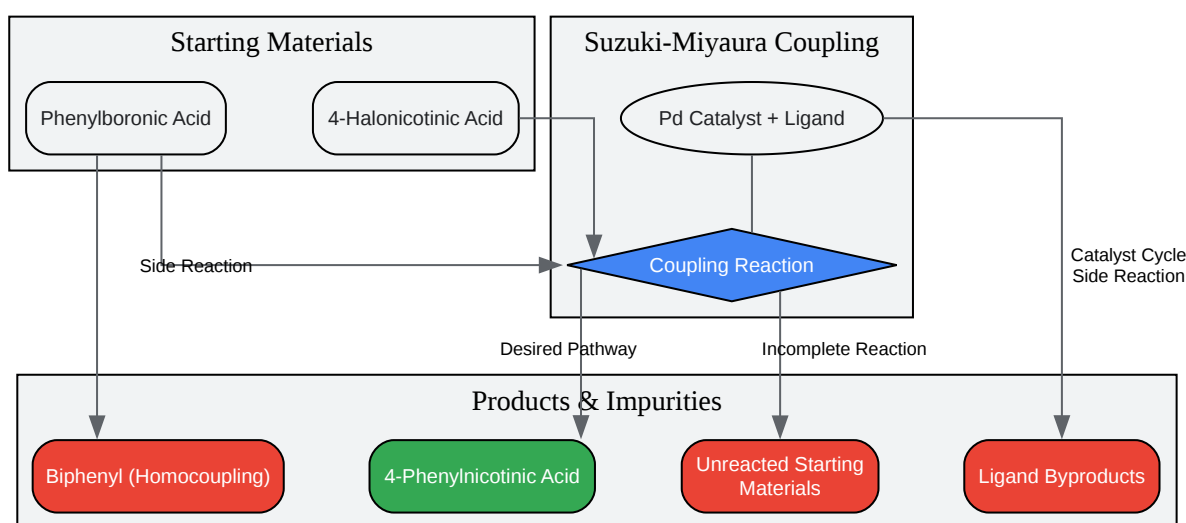 Starting Materials
Suzuki-Miyaura Coupling
Phenylboronic Acid
4-Halonicotinic Acid
Pd Catalyst + Ligand
Side Reaction
Coupling Reaction
Catalyst Cycle
Side Reaction
Desired Pathway
Incomplete Reaction
Products & Impurities
Biphenyl (Homocoupling)
4-Phenylnicotinic Acid
Unreacted Starting
Materials
Ligand Byproducts